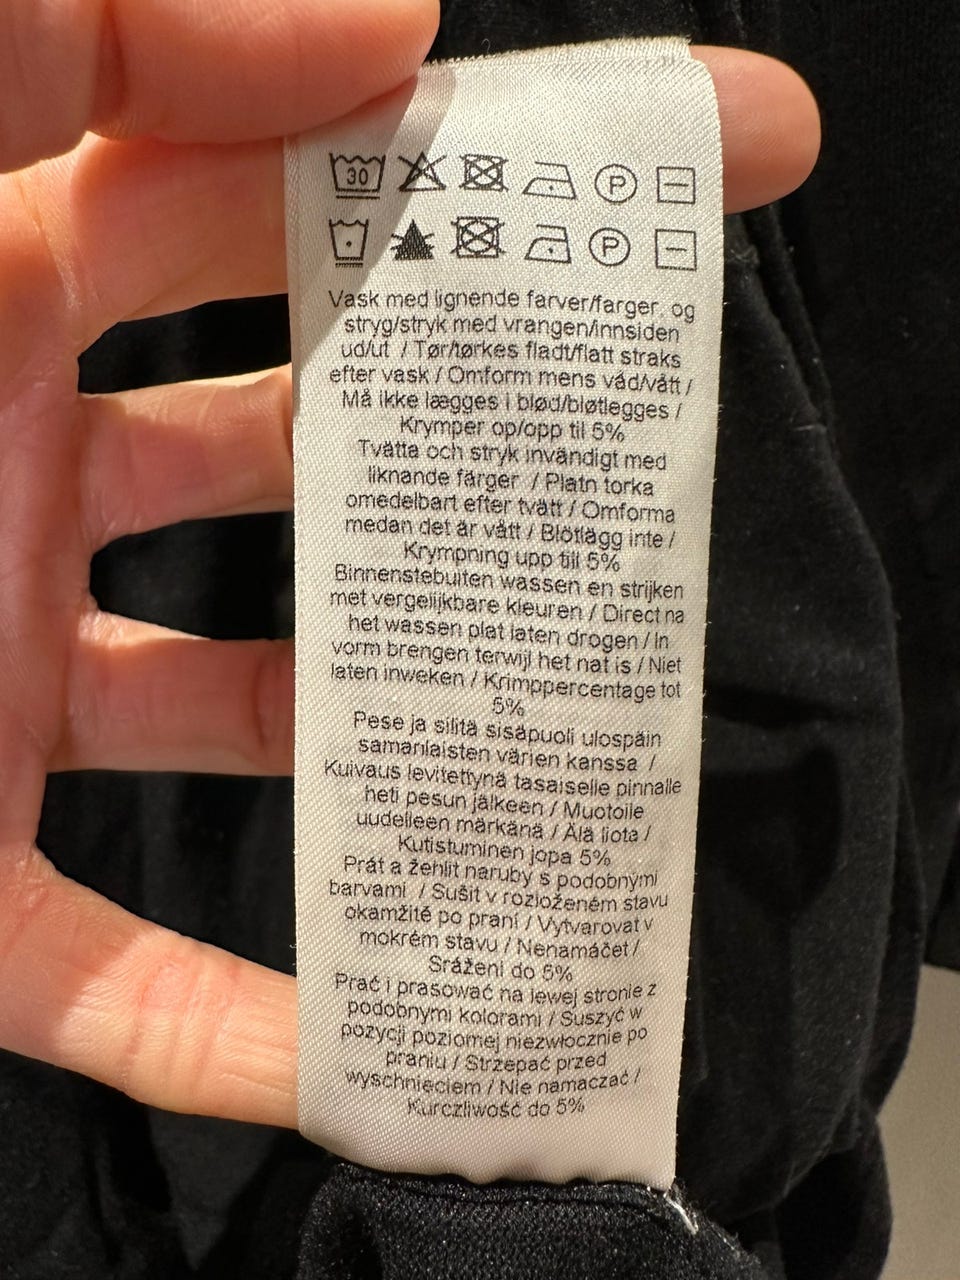 30 P
P
Vask med lignende farver/farger, og
stryg/stryk med vrangen/innsiden
ud/ut / Tør/tørkes fladt/flatt straks
efter vask / Omform mens våd/vått /
Må ikke lægges i blød/bløtlegges /
Krymper op/opp til 5%
Tvätta och stryk invändigt med
liknande färger / Platn torka
omedelbart efter tvätt / Omforma
medan det är vått / Blötlägg inte /
Krympning upp till 5%
Binnenstebuiten wassen en strijken
met vergelijkbare kleuren / Direct na
het wassen plat laten drogen / In
vorm brengen terwijl het nat is / Niet
laten inweken / Krimppercentage tot
5%
Pese ja silitä sisäpuoli ulospäin
samanlaisten värien kanssa /
Kuivaus levitettynä tasaiselle pinnalle
heti pesun jälkeen / Muotoile
uudelleen märkänä / Älä liota /
Kutistuminen jopa 5%
Prát a žehlit naruby s podobnými
barvami / Sušit v rozloženém stavu
okamžitě po praní / Vytvarovat v
mokrém stavu / Nenamáčet /
Srážení do 5%
Prać i prasować na lewej stronie z
podobnymi kolorami / Suszyć w
pozycji poziomej niezwłocznie po
praniu / Strzepać przed
wyschnięciem / Nie namaczać /
Kurczliwość do 5%